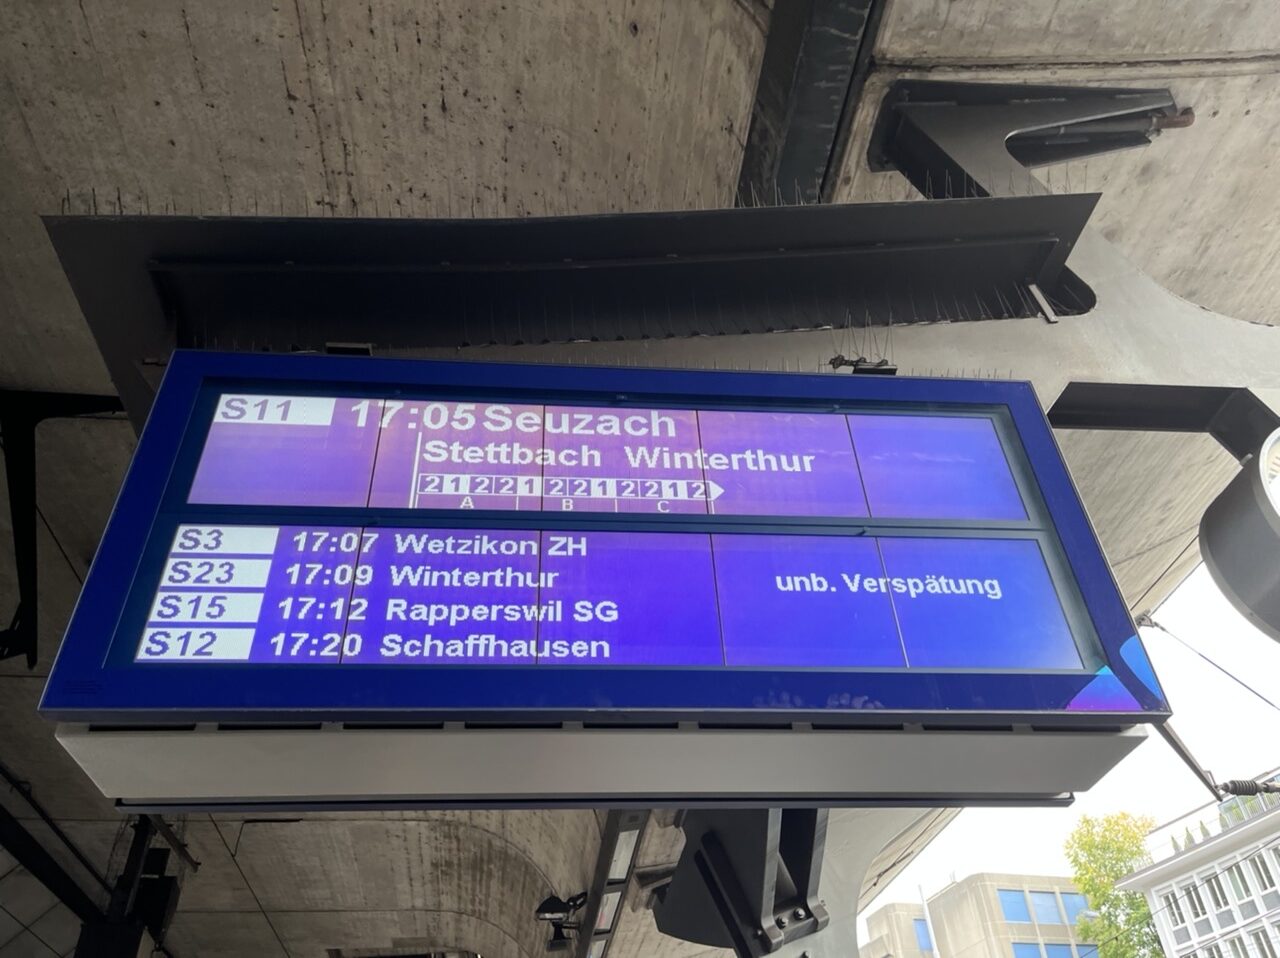 S11 17:05 Seuzach
Stettbach Winterthur
2 1 2 2 1 2 2 1 2 2 1 2
A B C
S3 17:07 Wetzikon ZH
S23 17:09 Winterthur unb. Verspätung
S15 17:12 Rapperswil SG
S12 17:20 Schaffhausen